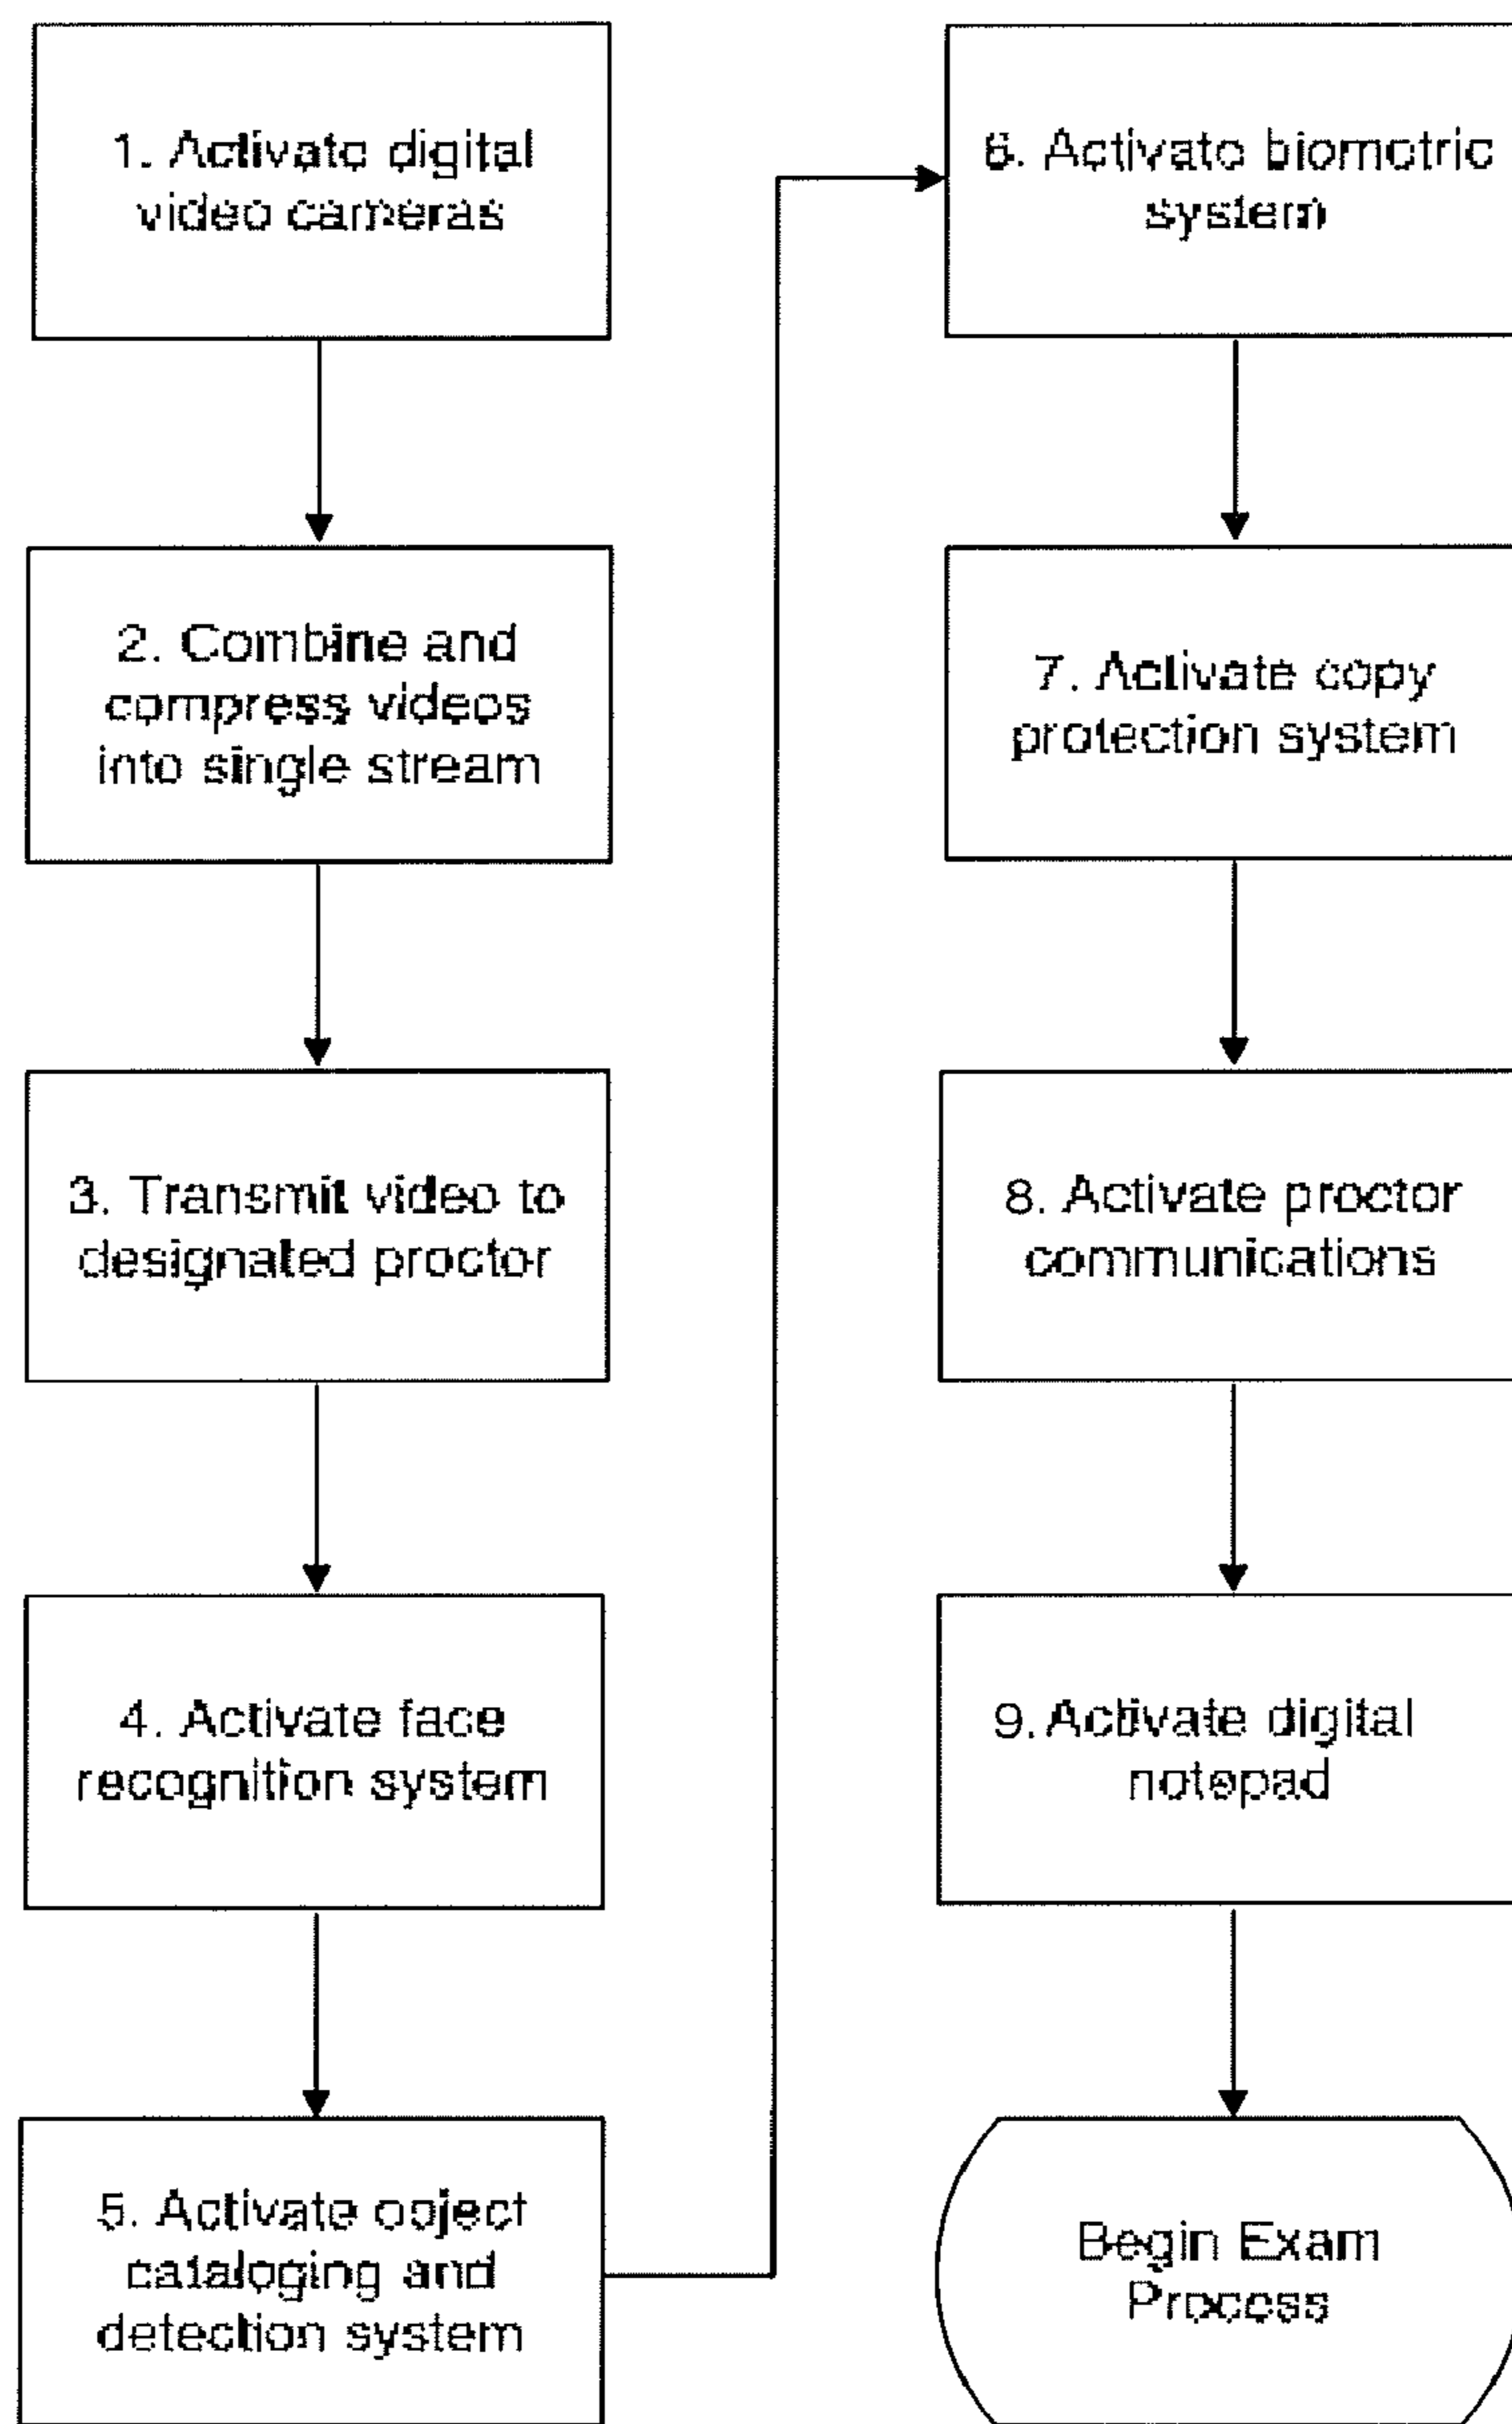 1. Activate digital
video cameras
2. Combine and
compress videos
into single stream
3. Transmit video to
designated proctor
4. Activate face
recognition system
5. Activate object
cataloging and
detection system
6. Activate biometric
system
7. Activate copy
protection system
8. Activate proctor
communications
9. Activate digital
notepad
Begin Exam
Process